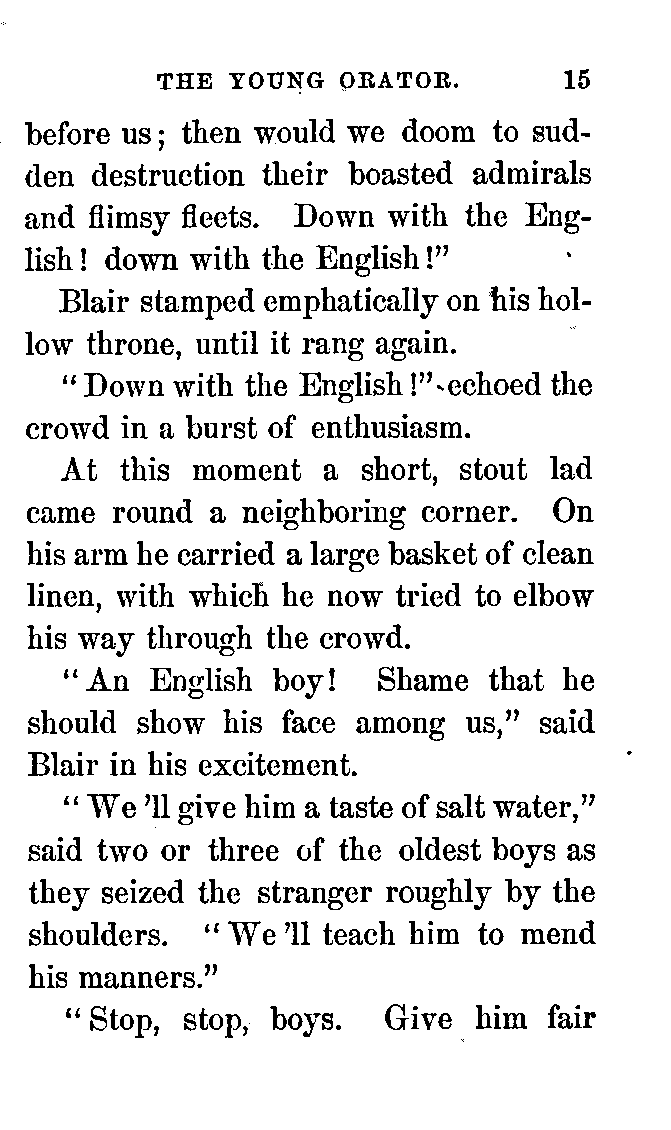 THE YOUNG ORATOR. 15
before us; then would we doom to sud-
den destruction their boasted admirals
and flimsy fleets. Down with the Eng-
lish! down with the English!”
Blair stamped emphatically on his hol-
low throne, until it rang again.
“Down with the English!” echoed the
crowd in a burst of enthusiasm.
At this moment a short, stout lad
came round a neighboring corner. On
his arm he carried a large basket of clean
linen, with which he now tried to elbow
his way through the crowd.
“An English boy! Shame that he
should show his face among us,” said
Blair in his excitement.
“We ’ll give him a taste of salt water,”
said two or three of the oldest boys as
they seized the stranger roughly by the
shoulders. “We ’ll teach him to mend
his manners.”
“Stop, stop, boys. Give him fair